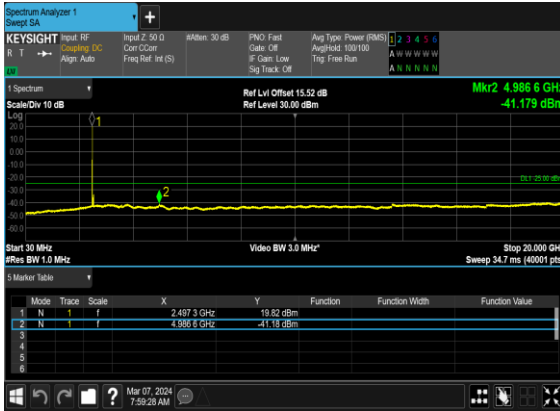 Spectrum Analyzer 1
Swept SA
+
KEYSIGHT Input: RF Input Z: 50 Ω #Atten: 30 dB PNO: Fast Avg Type: Power (RMS) 1 2 3 4 5 6
R T Coupling: DC Corr CCorr Gate: Off Avg|Hold: 100/100 A W W W W W
Align: Auto Freq Ref: Int (S) IF Gain: Low Trig: Free Run
Sig Track: Off A N N N N N
1 Spectrum Ref Lvl Offset 15.52 dB Mkr2 4.986 6 GHz
Scale/Div 10 dB Ref Level 30.00 dBm -41.179 dBm
Log
20.0
10.0
0.00
-10.0
-20.0
-30.0
-40.0
-50.0
-60.0
1
2
DL1 -25.00 dBm
Start 30 MHz Video BW 3.0 MHz* Stop 20.000 GHz
#Res BW 1.0 MHz Sweep 34.7 ms (40001 pts)
5 Marker Table
Mode Trace Scale X Y Function Function Width Function Value
1 N 1 f 2.497 3 GHz 19.82 dBm
2 N 1 f 4.986 6 GHz -41.18 dBm
3
4
5
6
? Mar 07, 2024
7:59:28 AM